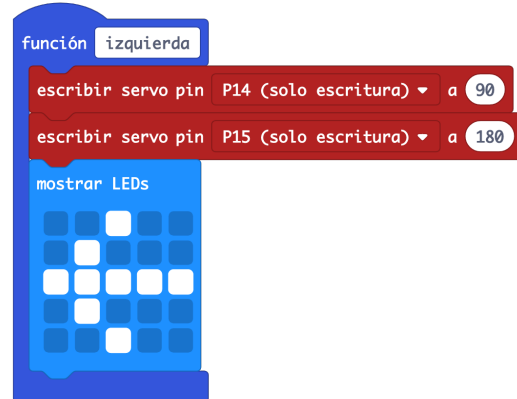 función izquierda
escribir servo pin P14 (solo escritura) a 90
escribir servo pin P15 (solo escritura) a 180
mostrar LEDs